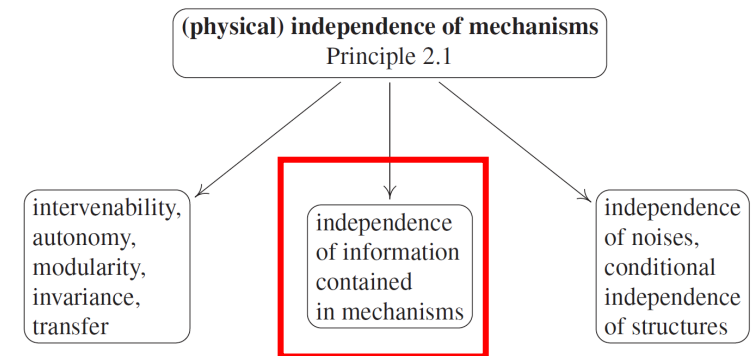 (physical) independence of mechanisms
Principle 2.1
intervenability,
autonomy,
modularity,
invariance,
transfer
independence
of information
contained
in mechanisms
independence
of noises,
conditional
independence
of structures